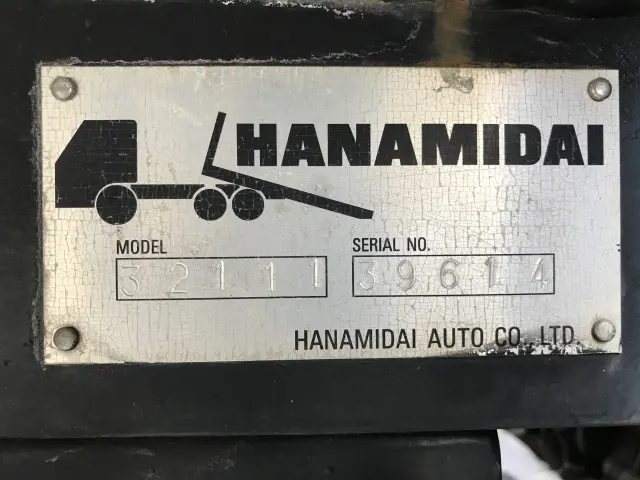 HANAMIDAI
MODEL SERIAL NO.
32111 39614
HANAMIDAI AUTO CO., LTD.